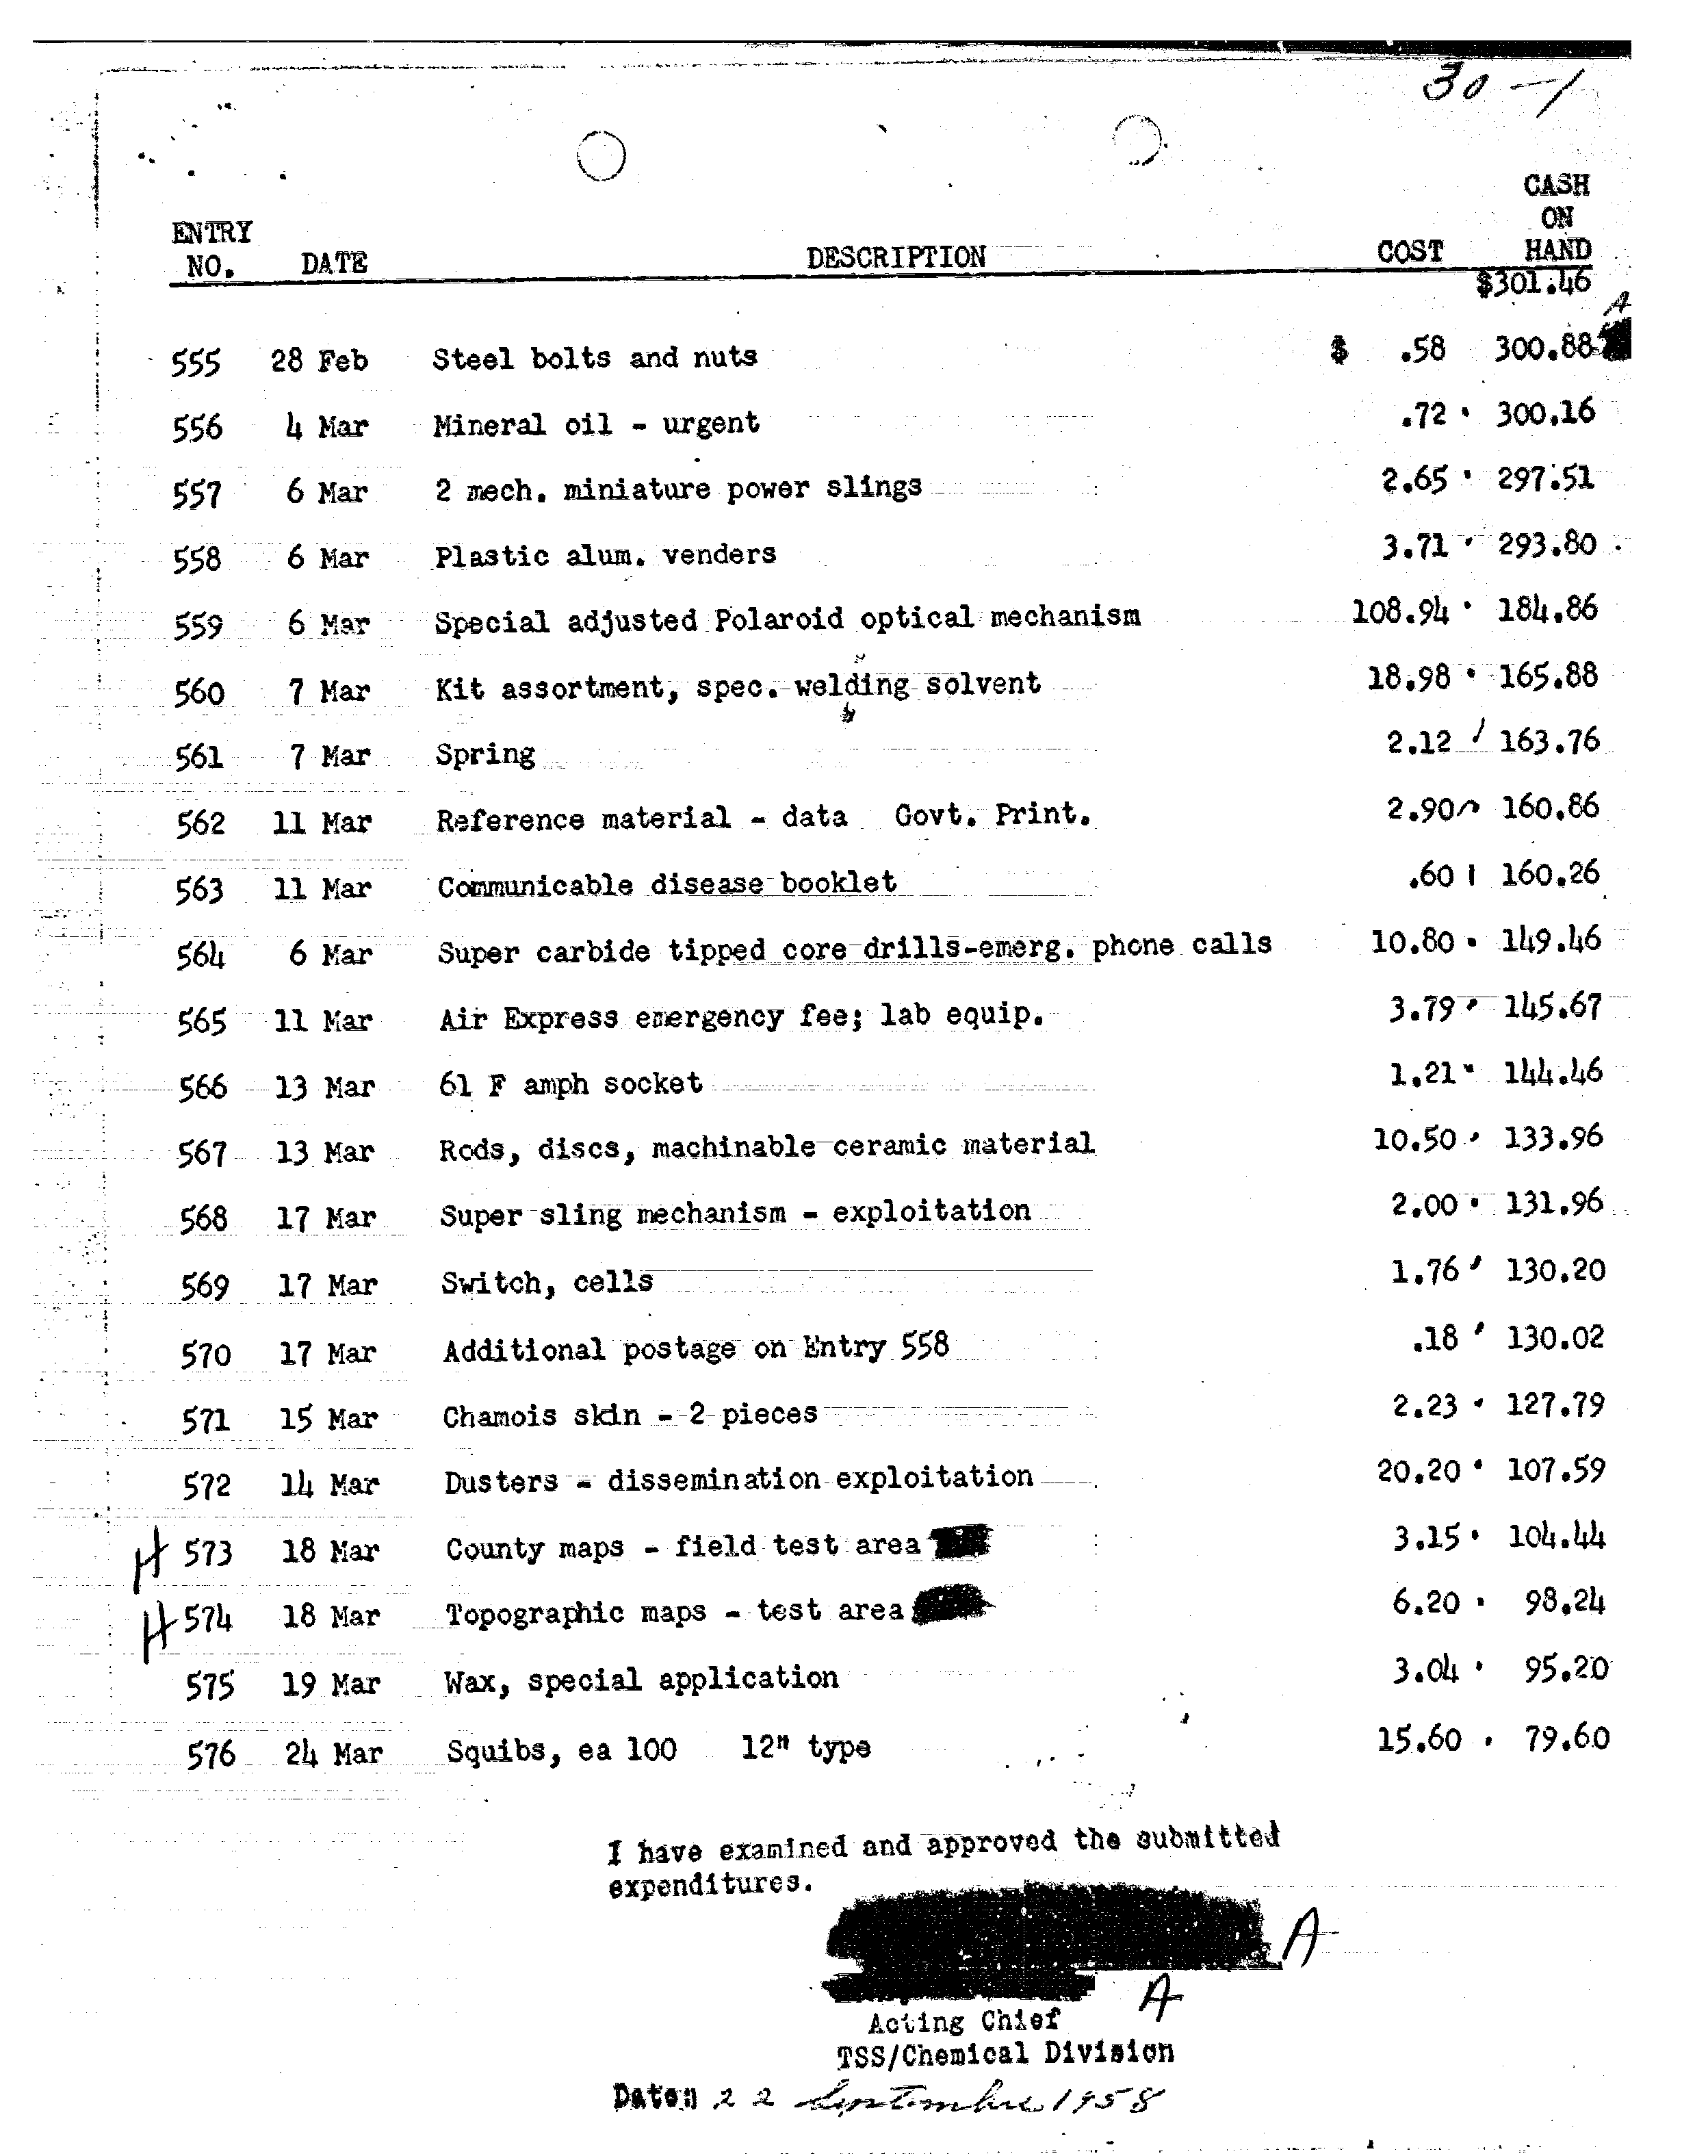 30-1
CASH
ON
ENTRY
NO. DATE DESCRIPTION COST HAND
$301.46
A
555 28 Feb Steel bolts and nuts $ .58 300.88
556 4 Mar Mineral oil - urgent .72 300.16
557 6 Mar 2 mech. miniature power slings 2.65 297.51
558 6 Mar Plastic alum. venders 3.71 293.80
559 6 Mar Special adjusted Polaroid optical mechanism 108.94 184.86
560 7 Mar Kit assortment, spec. welding solvent 18.98 165.88
561 7 Mar Spring 2.12 163.76
562 11 Mar Reference material - data Govt. Print. 2.90 160.86
563 11 Mar Communicable disease booklet .60 160.26
564 6 Mar Super carbide tipped core drills-emerg. phone calls 10.80 149.46
565 11 Mar Air Express emergency fee; lab equip. 3.79 145.67
566 13 Mar 61 F amph socket 1.21 144.46
567 13 Mar Rods, discs, machinable ceramic material 10.50 133.96
568 17 Mar Super sling mechanism - exploitation 2.00 131.96
569 17 Mar Switch, cells 1.76 130.20
570 17 Mar Additional postage on Entry 558 .18 130.02
571 15 Mar Chamois skin - 2 pieces 2.23 127.79
572 14 Mar Dusters - dissemination exploitation 20.20 107.59
H 573 18 Mar County maps - field test area 3.15 104.44
H 574 18 Mar Topographic maps - test area 6.20 98.24
575 19 Mar Wax, special application 3.04 95.20
576 24 Mar Squibs, ea 100 12" type 15.60 79.60
I have examined and approved the submitted
expenditures.
A
A
Acting Chief
TSS/Chemical Division
Date: 22 September 1958